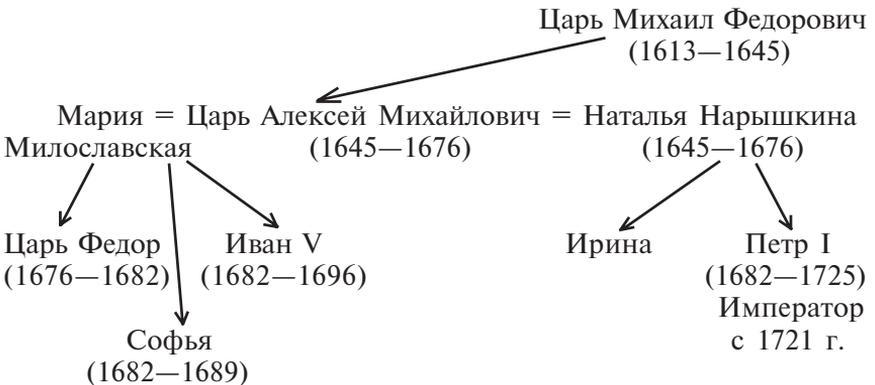 Царь Михаил Федорович
(1613—1645)
Мария = Царь Алексей Михайлович = Наталья Нарышкина
Милославская (1645—1676) (1645—1676)
Царь Федор Иван V Ирина Петр I
(1676—1682) (1682—1696) (1682—1725)
Император
Софья с 1721 г.
(1682—1689)